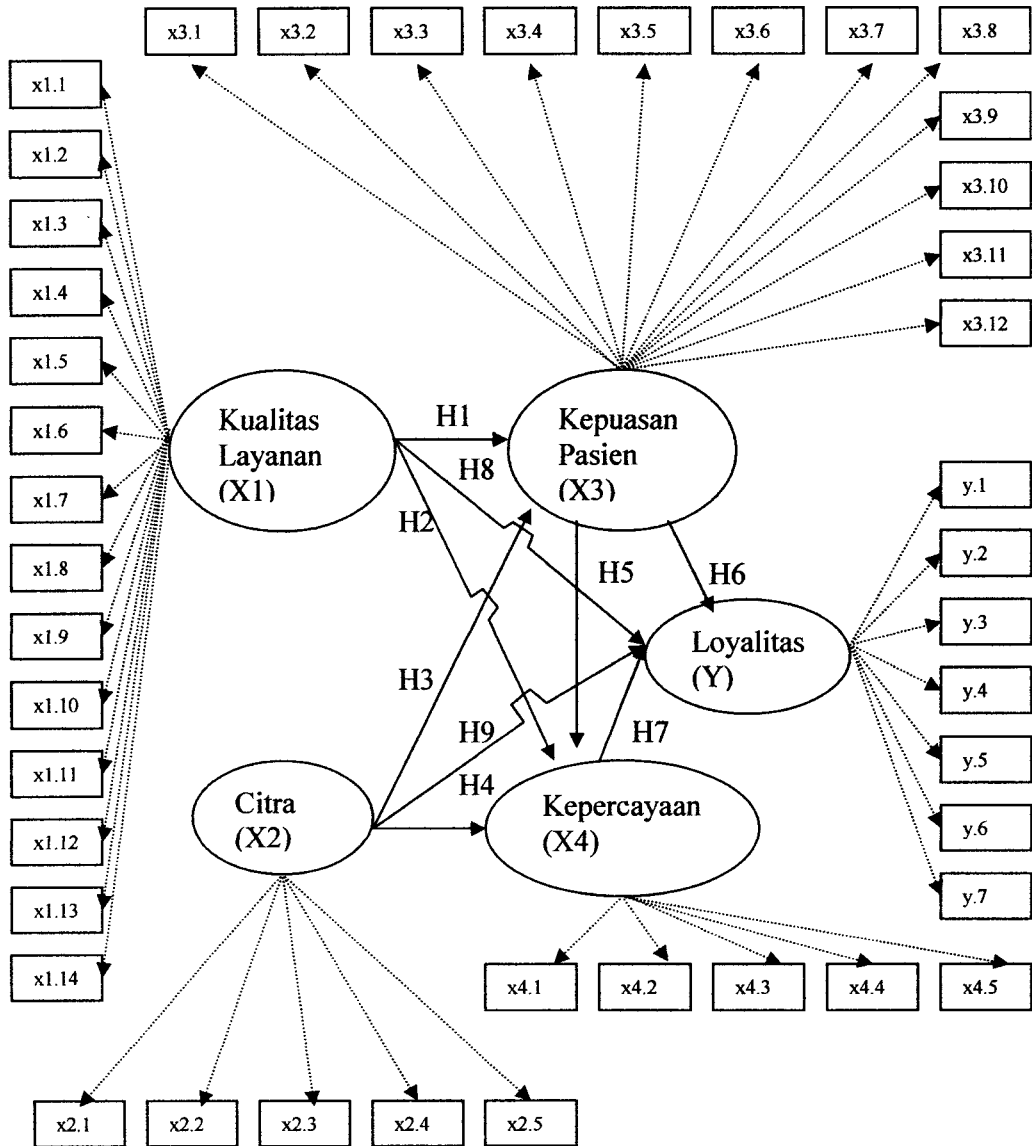 x3.1
x3.2
x3.3
x3.4
x3.5
x3.6
x3.7
x3.8
x3.9
x3.10
x3.11
x3.12
x1.1
x1.2
x1.3
x1.4
x1.5
x1.6
x1.7
x1.8
x1.9
x1.10
x1.11
x1.12
x1.13
x1.14
Kualitas
Layanan
(X1)
H1
H8
H2
Kepuasan
Pasien
(X3)
H5
H6
H3
H9
H4
H7
Loyalitas
(Y)
Citra
(X2)
Kepercayaan
(X4)
y.1
y.2
y.3
y.4
y.5
y.6
y.7
x4.1
x4.2
x4.3
x4.4
x4.5
x2.1
x2.2
x2.3
x2.4
x2.5